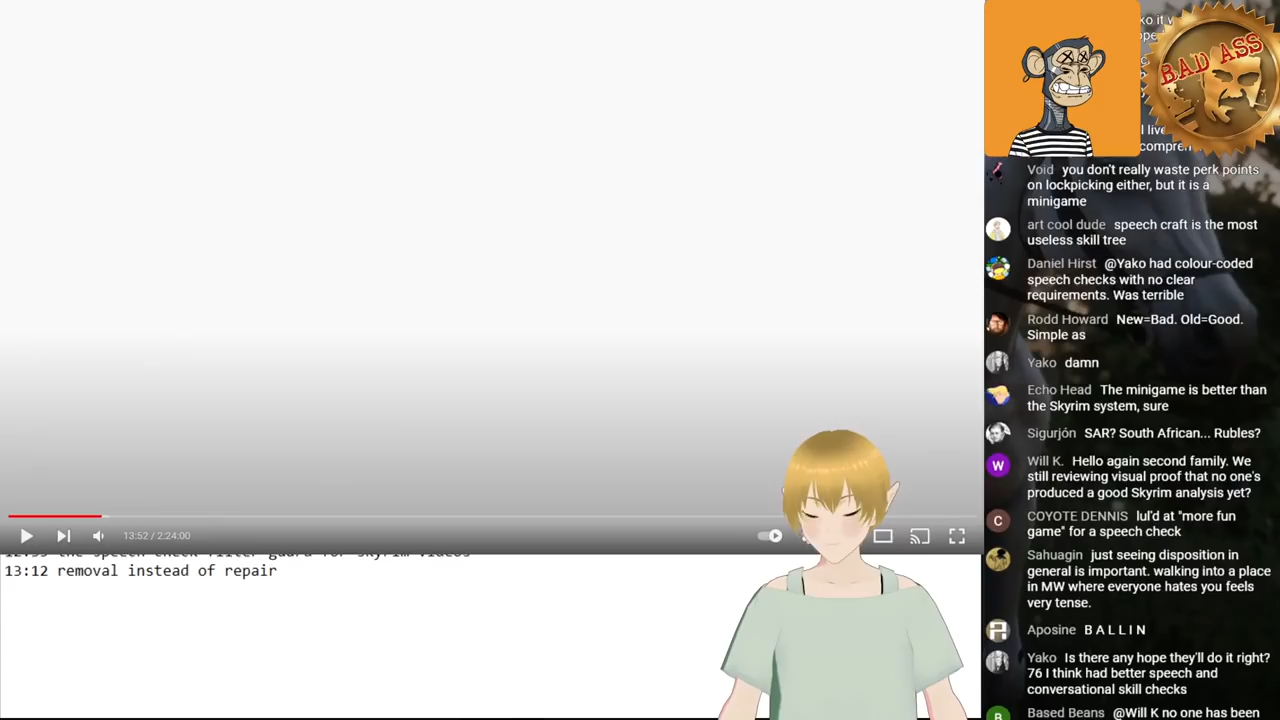 BAD ASS
Void you don't really waste perk points
on lockpicking either, but it is a
minigame
art cool dude speech craft is the most
useless skill tree
Daniel Hirst @Yako had colour-coded
speech checks with no clear
requirements. Was terrible
Rodd Howard New=Bad. Old=Good.
Simple as
Yako damn
Echo Head The minigame is better than
the Skyrim system, sure
Sigurjón SAR? South African... Rubles?
W
Will K. Hello again second family. We
still reviewing visual proof that no one's
produced a good Skyrim analysis yet?
C
COYOTE DENNIS lul'd at "more fun
game" for a speech check
Sahuagin just seeing disposition in
general is important. walking into a place
in MW where everyone hates you feels
very tense.
Aposine B A L L I N
Yako Is there any hope they'll do it right?
76 I think had better speech and
conversational skill checks
B
Based Beans @Will K no one has been
13:52 / 2:24:00
the speech check filter guard for skyrim videos
13:12 removal instead of repair